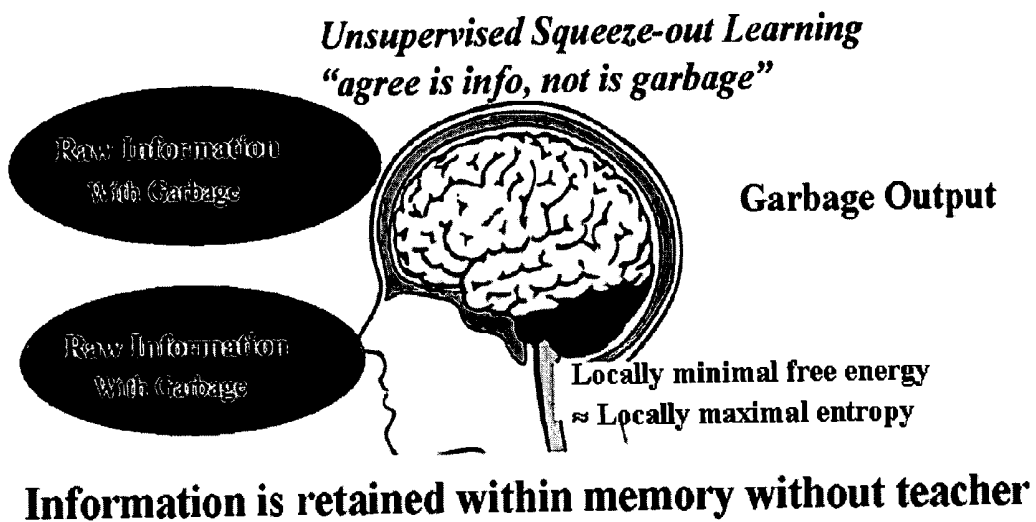 Unsupervised Squeeze-out Learning
“agree is info, not is garbage”
Raw Information
With Garbage
Garbage Output
Raw Information
With Garbage
Locally minimal free energy
≈ Locally maximal entropy
Information is retained within memory without teacher